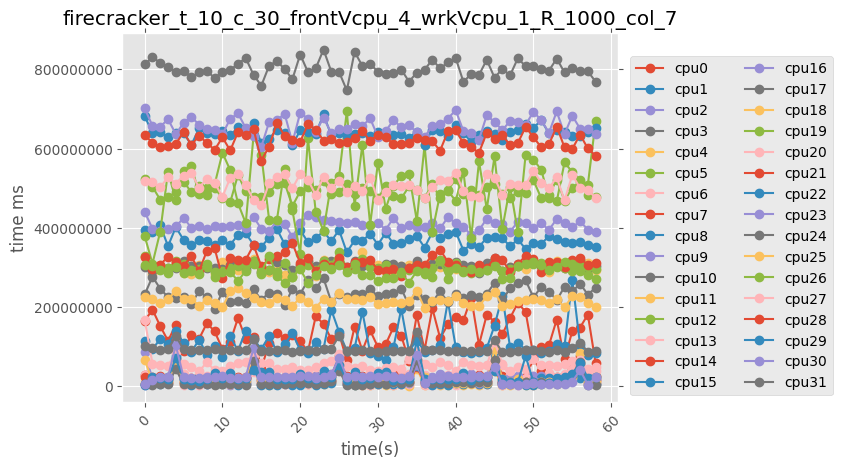 firecracker_t_10_c_30_frontVcpu_4_wrkVcpu_1_R_1000_col_7
800000000
600000000
400000000
200000000
0
time ms
0 10 20 30 40 50 60
time(s)
cpu0 cpu16
cpu1 cpu17
cpu2 cpu18
cpu3 cpu19
cpu4 cpu20
cpu5 cpu21
cpu6 cpu22
cpu7 cpu23
cpu8 cpu24
cpu9 cpu25
cpu10 cpu26
cpu11 cpu27
cpu12 cpu28
cpu13 cpu29
cpu14 cpu30
cpu15 cpu31